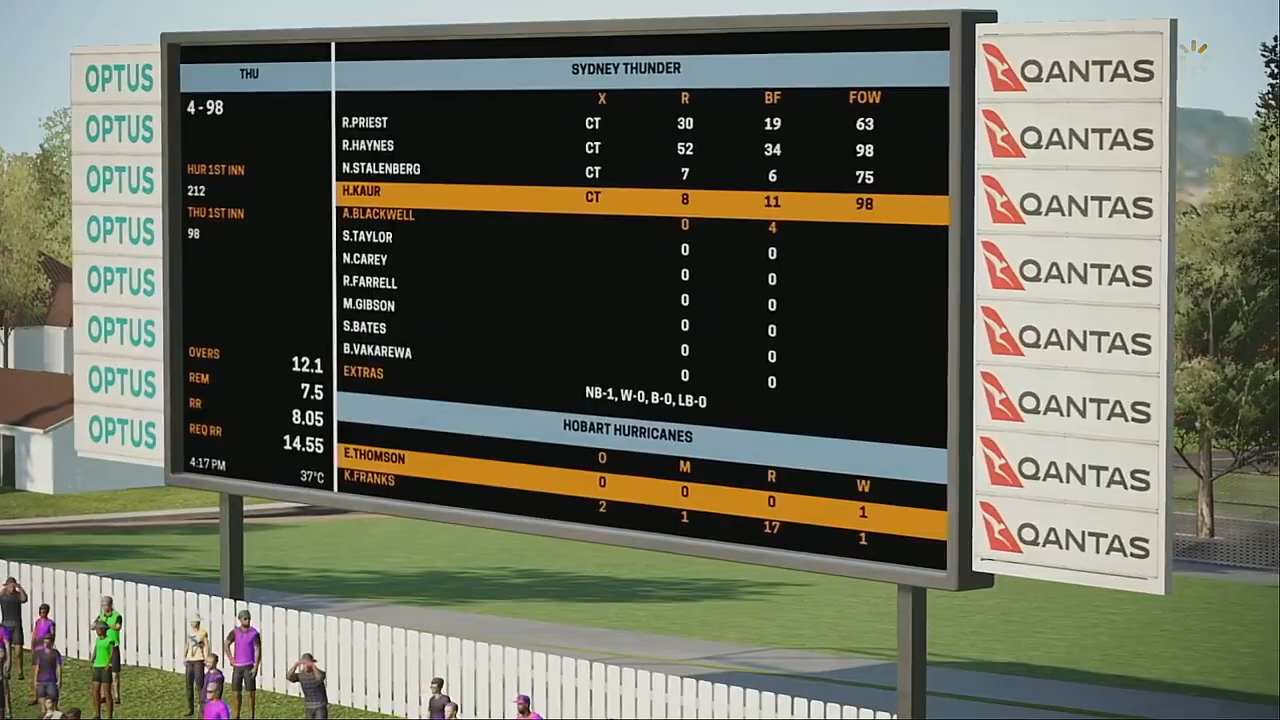 OPTUS
OPTUS
OPTUS
OPTUS
OPTUS
OPTUS
OPTUS
OPTUS
THU
4-98
HUR 1ST INN
212
THU 1ST INN
98
OVERS 12.1
REM 7.5
RR 8.05
REQ RR 14.55
4:17 PM 37°C
SYDNEY THUNDER
X R BF FOW
R.PRIEST CT 30 19 63
R.HAYNES CT 52 34 98
N.STALENBERG CT 7 6 75
H.KAUR CT 8 11 98
A.BLACKWELL 0 4
S.TAYLOR 0 0
N.CAREY 0 0
R.FARRELL 0 0
M.GIBSON 0 0
S.BATES 0 0
B.VAKAREWA 0 0
EXTRAS
NB-1, W-0, B-0, LB-0
HOBART HURRICANES
O M R W
E.THOMSON 0 0 0 1
K.FRANKS 2 1 17 1
QANTAS
QANTAS
QANTAS
QANTAS
QANTAS
QANTAS
QANTAS
QANTAS